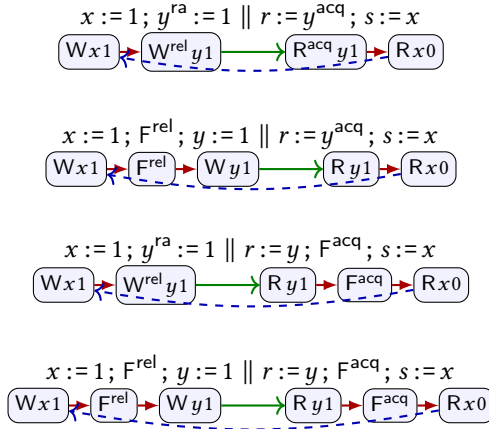 x := 1; y^ra := 1 ∥ r := y^acq; s := x
Wx1 W^rel y1 R^acq y1 Rx0
x := 1; F^rel; y := 1 ∥ r := y^acq; s := x
Wx1 F^rel Wy1 Ry1 Rx0
x := 1; y^ra := 1 ∥ r := y; F^acq; s := x
Wx1 W^rel y1 Ry1 F^acq Rx0
x := 1; F^rel; y := 1 ∥ r := y; F^acq; s := x
Wx1 F^rel Wy1 Ry1 F^acq Rx0